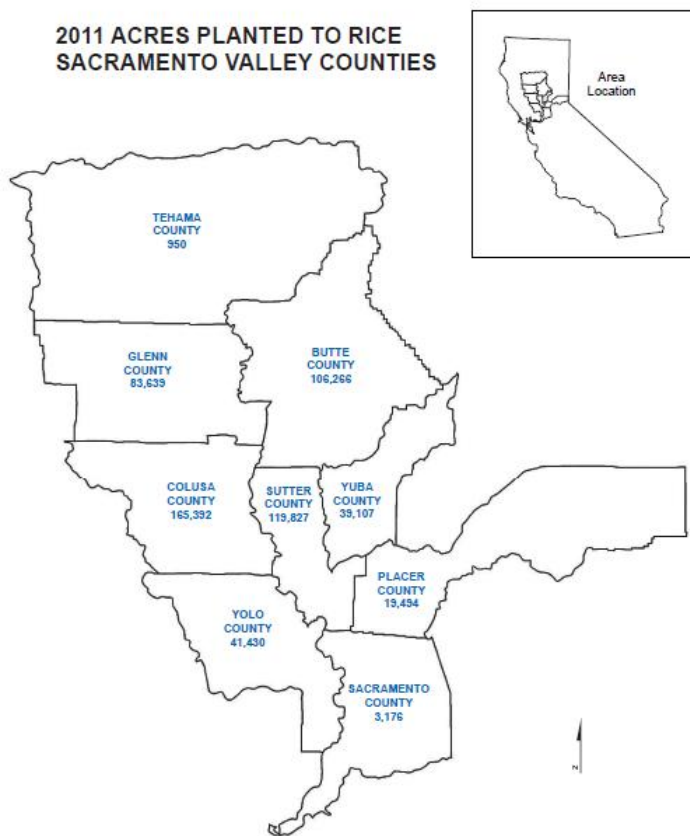 2011 ACRES PLANTED TO RICE
SACRAMENTO VALLEY COUNTIES
Area
Location
TEHAMA
COUNTY
950
GLENN
COUNTY
83,639
BUTTE
COUNTY
106,266
COLUSA
COUNTY
165,392
SUTTER
COUNTY
119,827
YUBA
COUNTY
39,107
PLACER
COUNTY
19,494
YOLO
COUNTY
41,430
SACRAMENTO
COUNTY
3,176
N